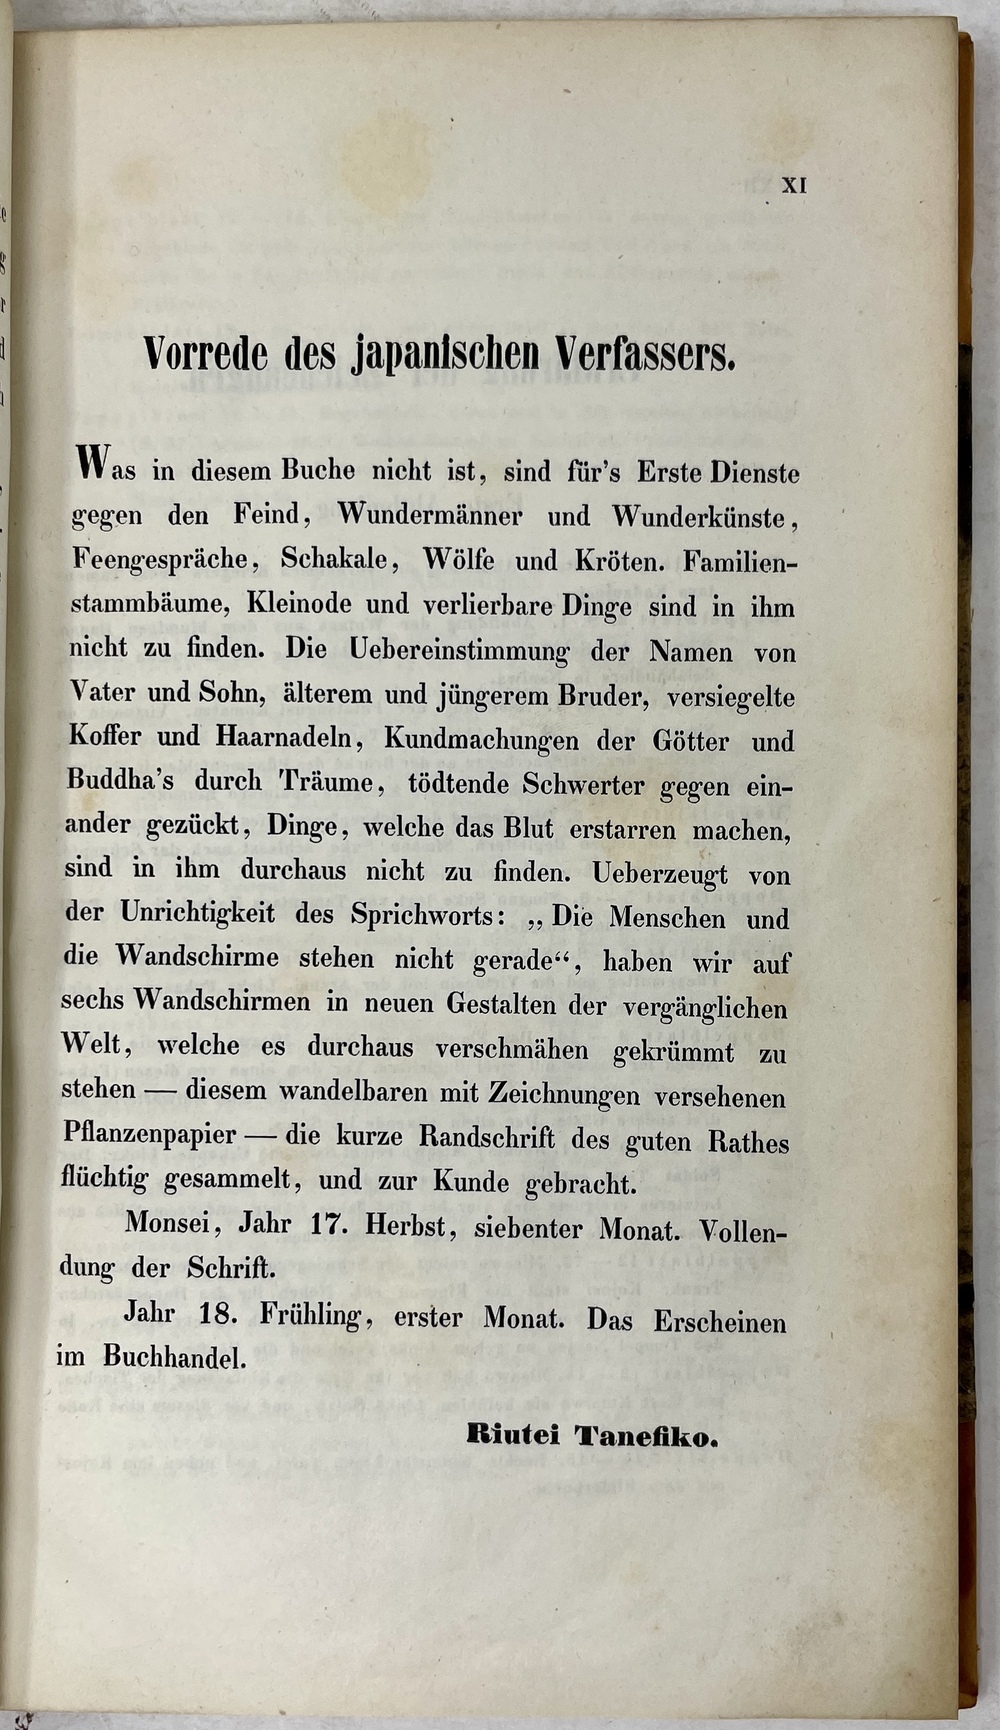 XI
Vorrede des japanischen Verfassers.
Was in diesem Buche nicht ist, sind für's Erste Dienste
gegen den Feind, Wundermänner und Wunderkünste,
Feengespräche, Schakale, Wölfe und Kröten. Familien-
stammbäume, Kleinode und verlierbare Dinge sind in ihm
nicht zu finden. Die Uebereinstimmung der Namen von
Vater und Sohn, älterem und jüngerem Bruder, versiegelte
Koffer und Haarnadeln, Kundmachungen der Götter und
Buddha's durch Träume, tödtende Schwerter gegen ein-
ander gezückt, Dinge, welche das Blut erstarren machen,
sind in ihm durchaus nicht zu finden. Ueberzeugt von
der Unrichtigkeit des Sprichworts: „Die Menschen und
die Wandschirme stehen nicht gerade“, haben wir auf
sechs Wandschirmen in neuen Gestalten der vergänglichen
Welt, welche es durchaus verschmähen gekrümmt zu
stehen — diesem wandelbaren mit Zeichnungen versehenen
Pflanzenpapier — die kurze Randschrift des guten Rathes
flüchtig gesammelt, und zur Kunde gebracht.
Monsei, Jahr 17. Herbst, siebenter Monat. Vollen-
dung der Schrift.
Jahr 18. Frühling, erster Monat. Das Erscheinen
im Buchhandel.
Riutei Tanefiko.